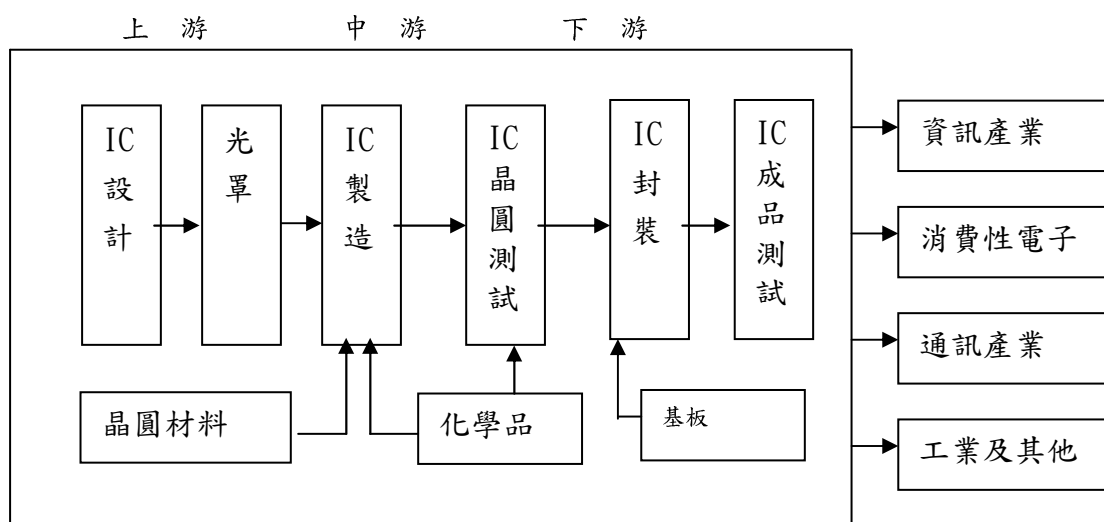 上 游 中 游 下 游
IC設計
光罩
IC製造
IC晶圓測試
IC封裝
IC成品測試
晶圓材料
化學品
基板
資訊產業
消費性電子
通訊產業
工業及其他